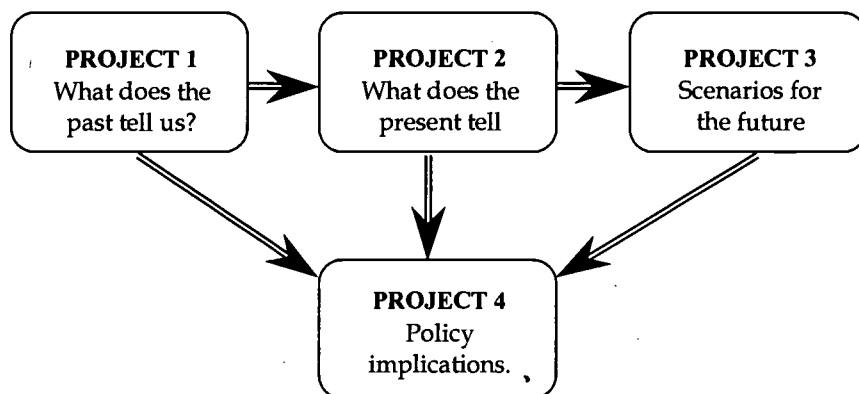 PROJECT 1
What does the
past tell us?
PROJECT 2
What does the
present tell
PROJECT 3
Scenarios for
the future
PROJECT 4
Policy
implications.